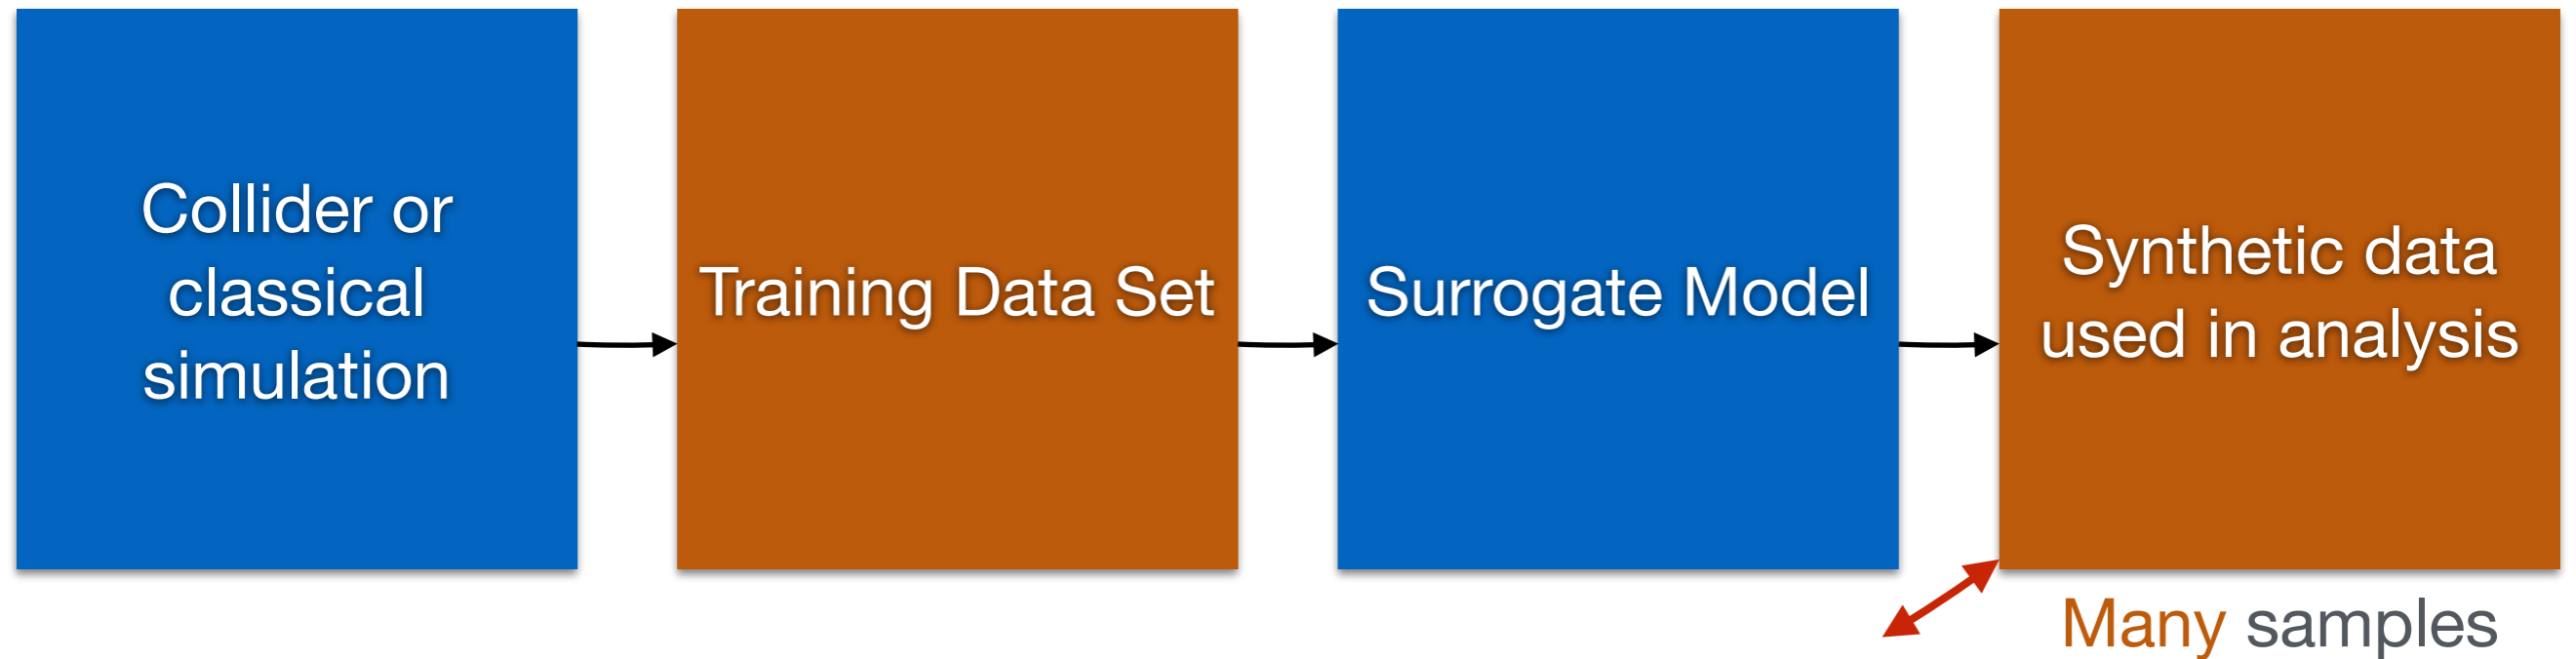 Collider or
classical
simulation
Training Data Set
Surrogate Model
Synthetic data
used in analysis
Many samples